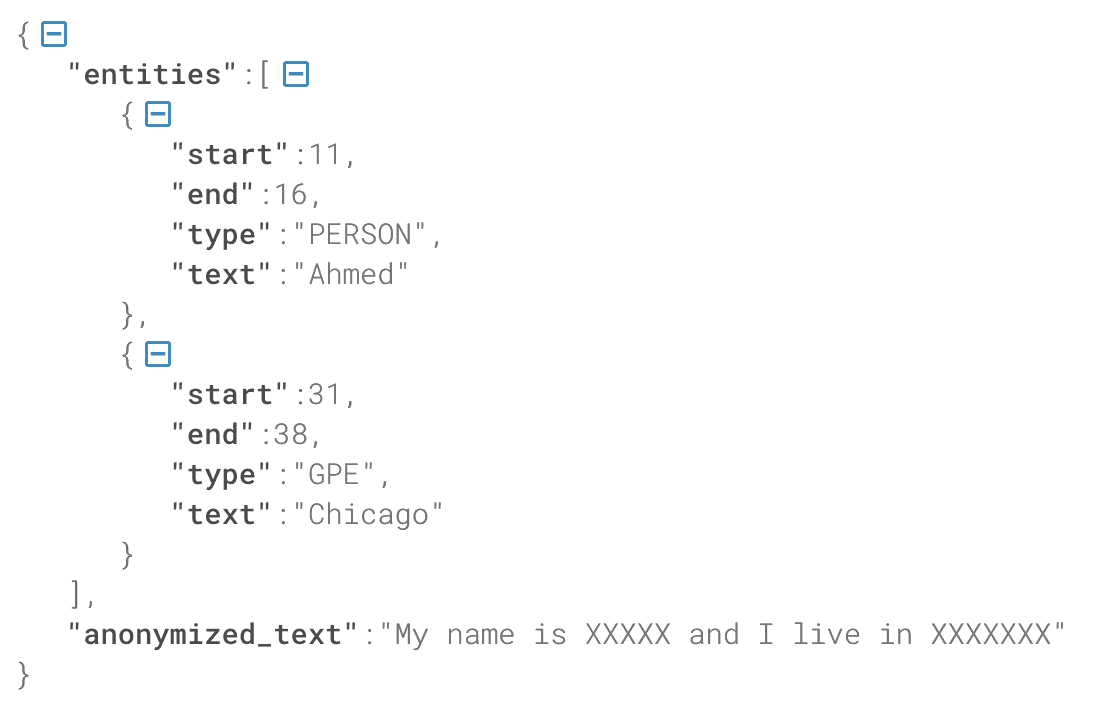 {
"entities":[
{
"start":11,
"end":16,
"type":"PERSON",
"text":"Ahmed"
},
{
"start":31,
"end":38,
"type":"GPE",
"text":"Chicago"
}
],
"anonymized_text":"My name is XXXXX and I live in XXXXXXX"
}